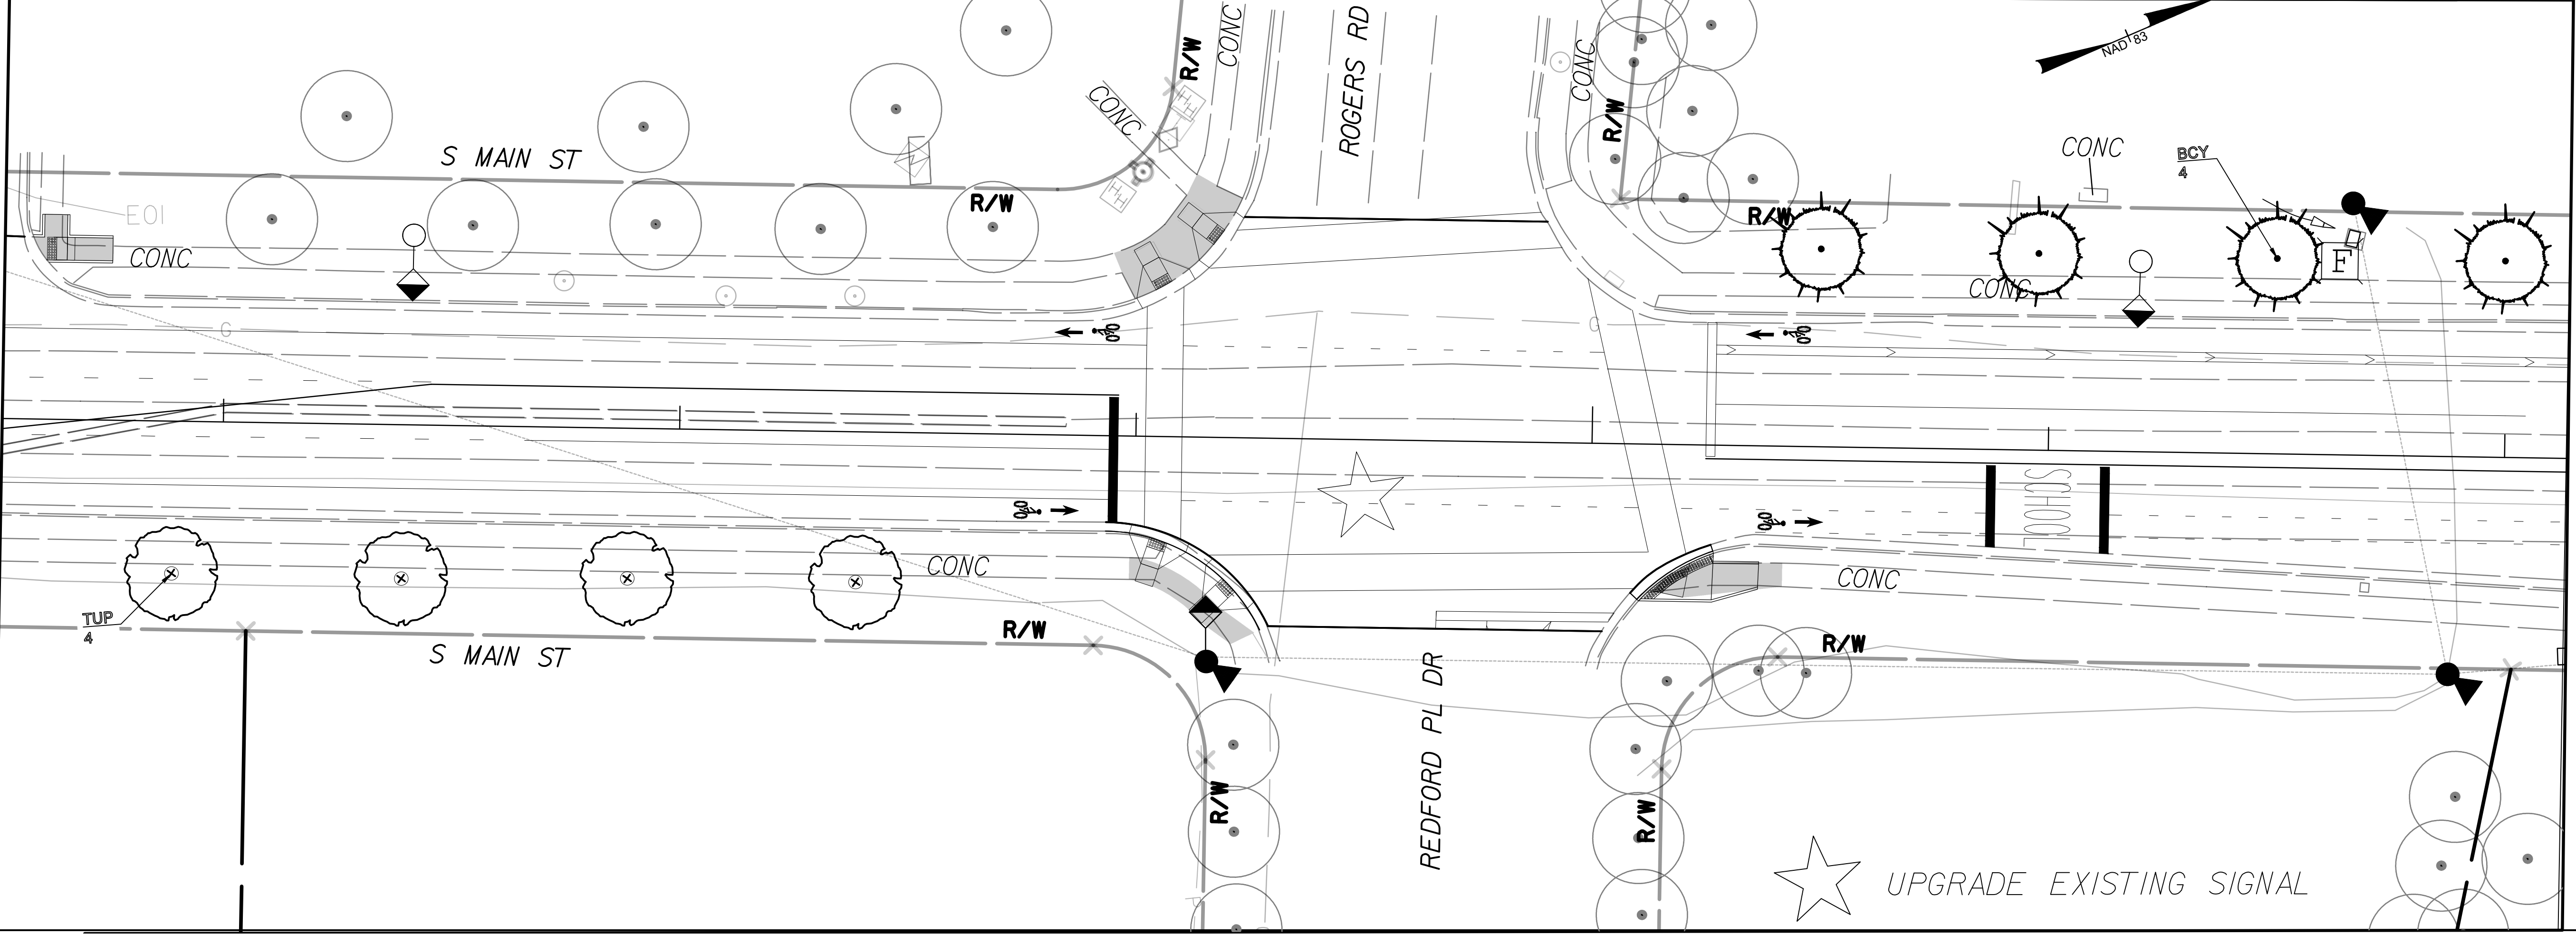 CONC
R/W
ROGERS RD
CONC
R/W
NAD 83
CONC
S MAIN ST
CONC
BCY
4
R/W
R/W
EOI
CONC
F
CONC
G
G
SHOULD
CONC
CONC
TUP
4
R/W
S MAIN ST
R/W
REDFORD PL DR
R/W
R/W
UPGRADE EXISTING SIGNAL